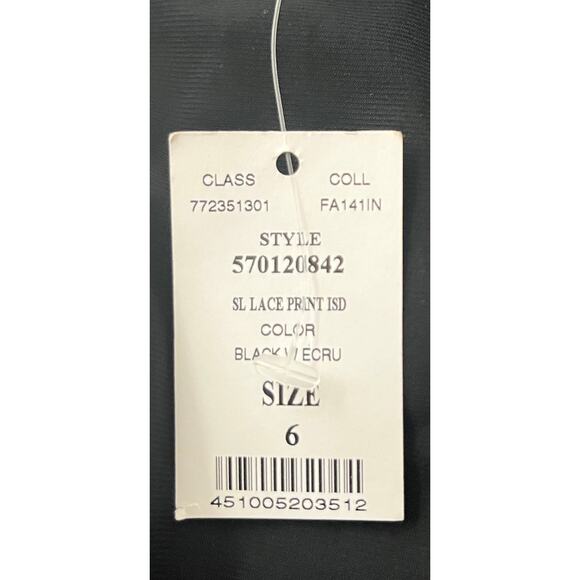 CLASS COLL
772351301 FA141IN
STYLE
570120842
SL LACE PRINT ISD
COLOR
BLACK W/ ECRU
SIZE
6
451005203512